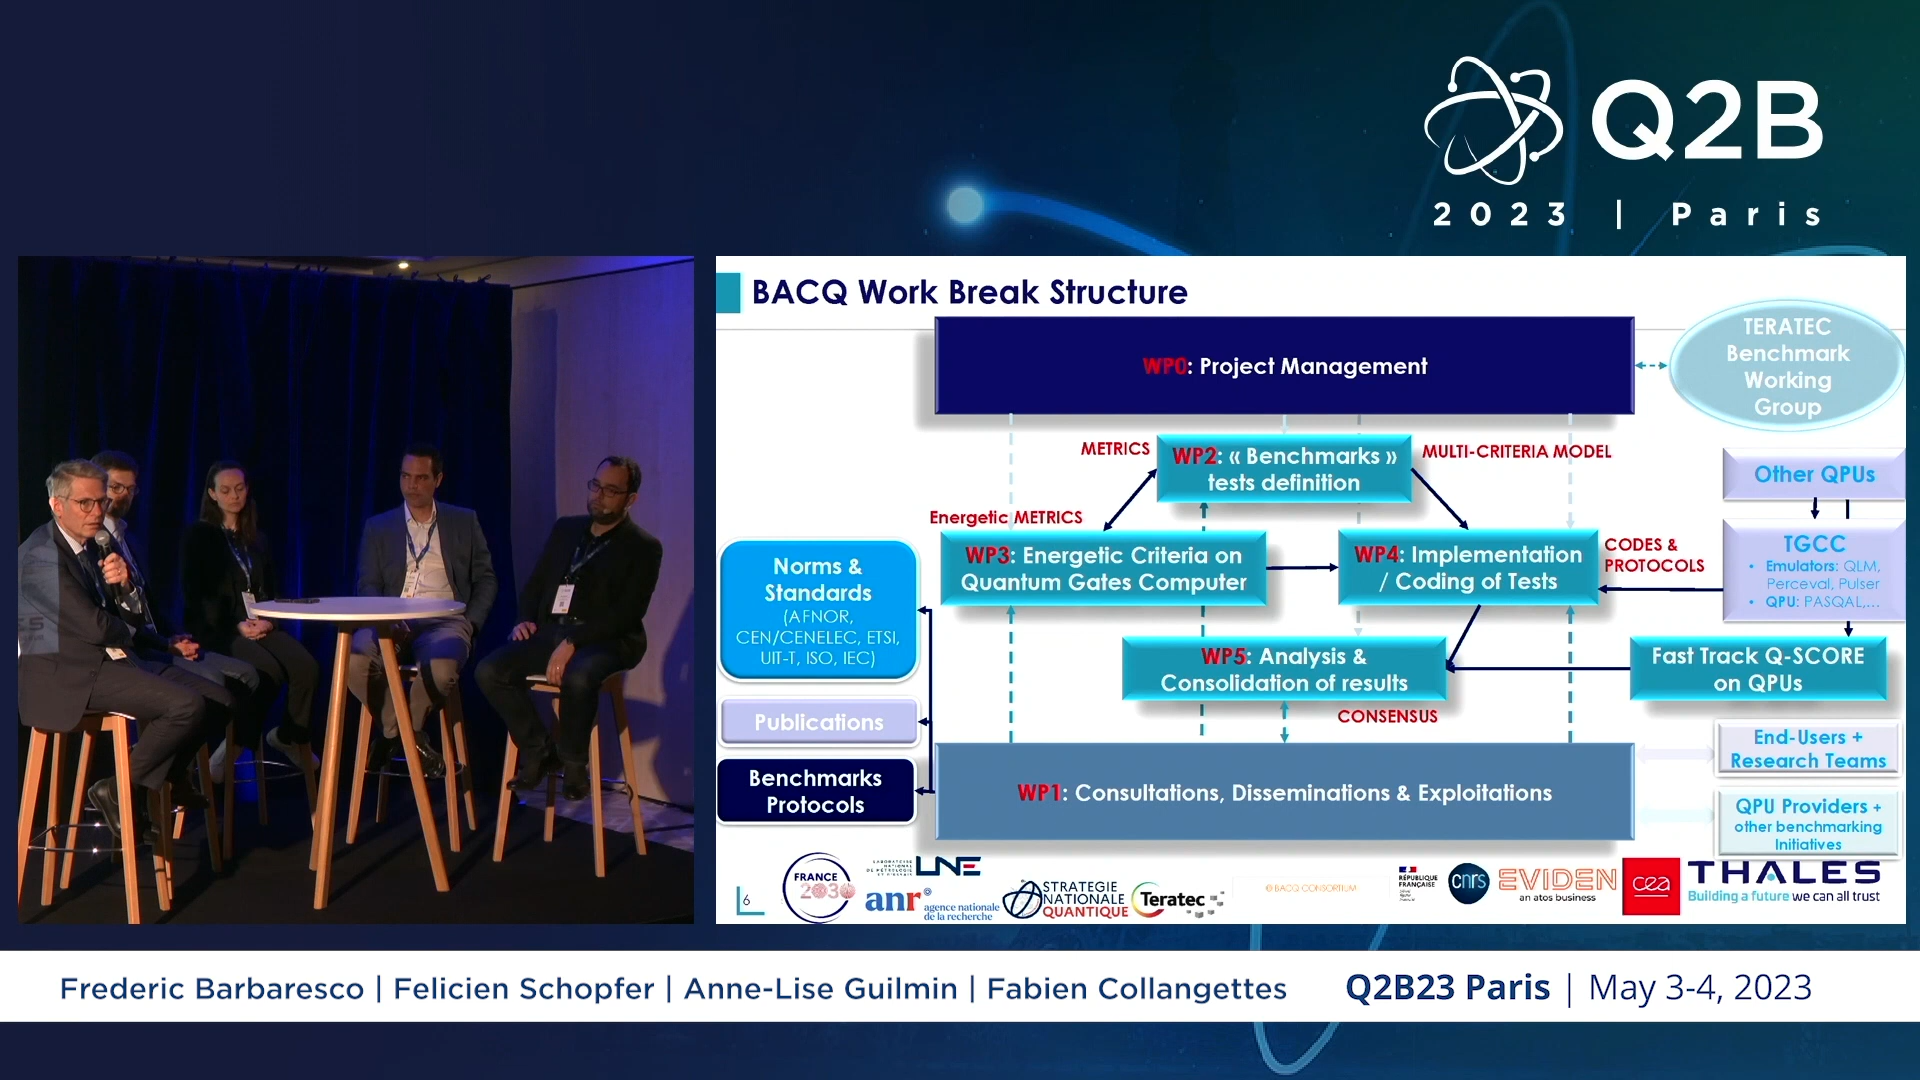 Q2B
2023 | Paris
BACQ Work Break Structure
WP0: Project Management
TERATEC
Benchmark
Working
Group
METRICS
WP2: « Benchmarks »
tests definition
MULTI-CRITERIA MODEL
Other QPUs
Energetic METRICS
WP3: Energetic Criteria on
Quantum Gates Computer
WP4: Implementation
/ Coding of Tests
CODES &
PROTOCOLS
TGCC
• Emulators: QLM,
Perceval, Pulser
• QPU: PASQAL,...
Norms &
Standards
(AFNOR,
CEN/CENELEC, ETSI,
UIT-T, ISO, IEC)
WP5: Analysis &
Consolidation of results
Fast Track Q-SCORE
on QPUs
CONSENSUS
Publications
Benchmarks
Protocols
WP1: Consultations, Disseminations & Exploitations
End-Users +
Research Teams
QPU Providers +
other benchmarking
Initiatives
6
FRANCE
2030
LNE
anr
agence nationale
de la recherche
STRATEGIE
NATIONALE
QUANTIQUE
Teratec
© BACQ CONSORTIUM
RÉPUBLIQUE
FRANÇAISE
cnrs
EVIDEN
an atos business
cea
THALES
Building a future we can all trust
Frederic Barbaresco | Felicien Schopfer | Anne-Lise Guilmin | Fabien Collangettes
Q2B23 Paris | May 3-4, 2023